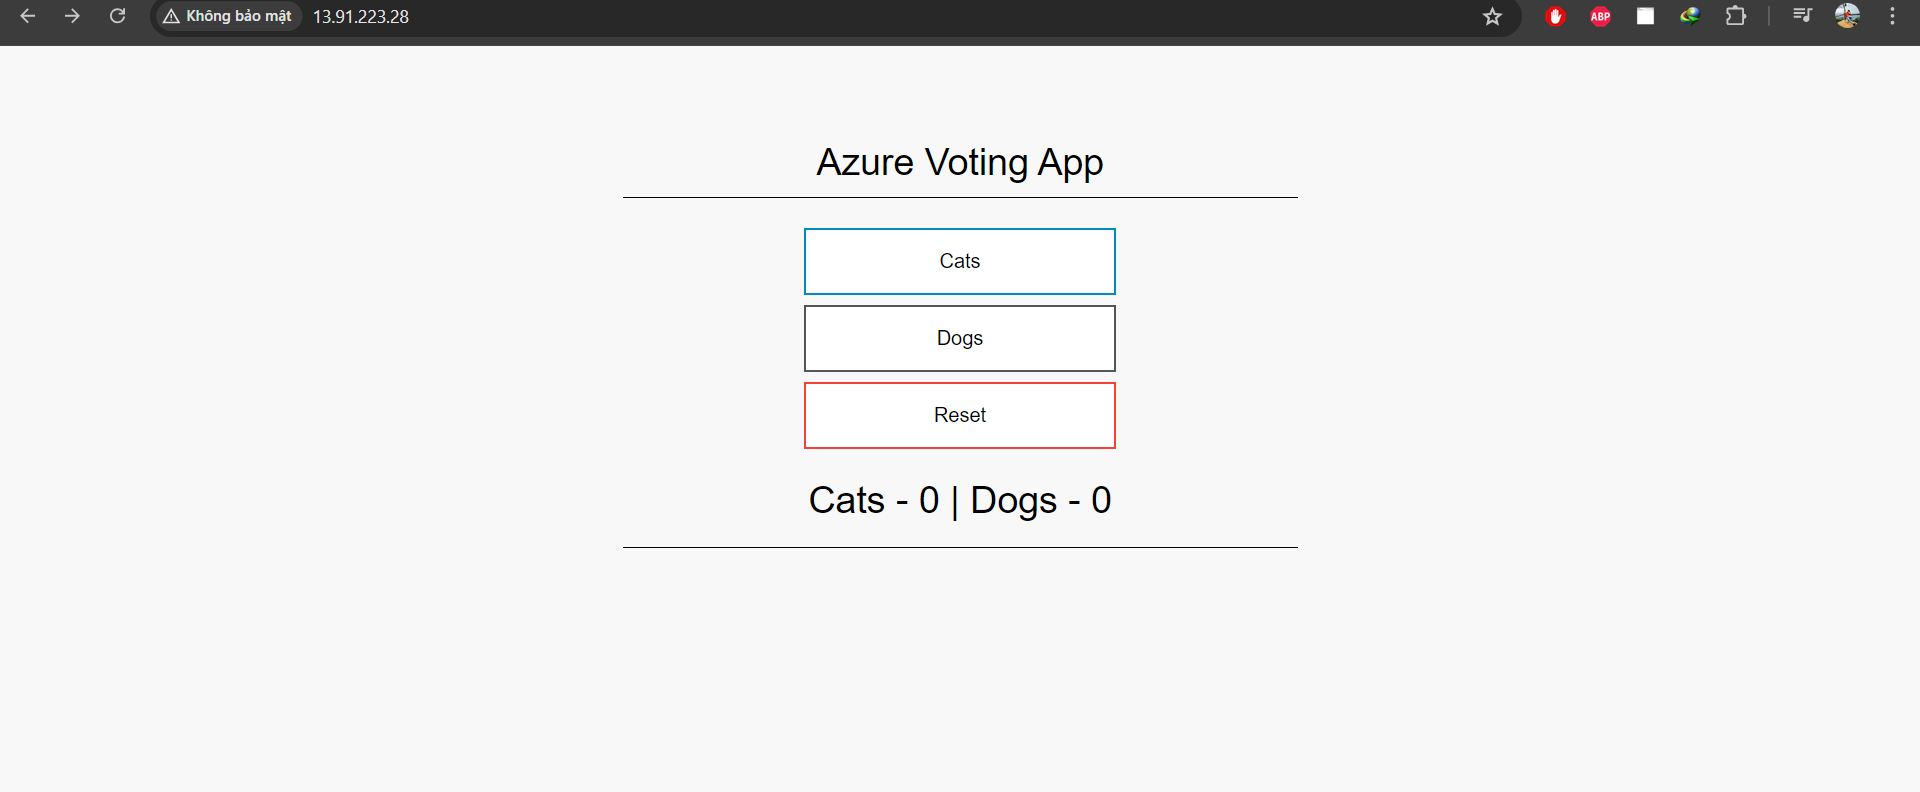 Không bảo mật 13.91.223.28
ABP
Azure Voting App
Cats
Dogs
Reset
Cats - 0 | Dogs - 0